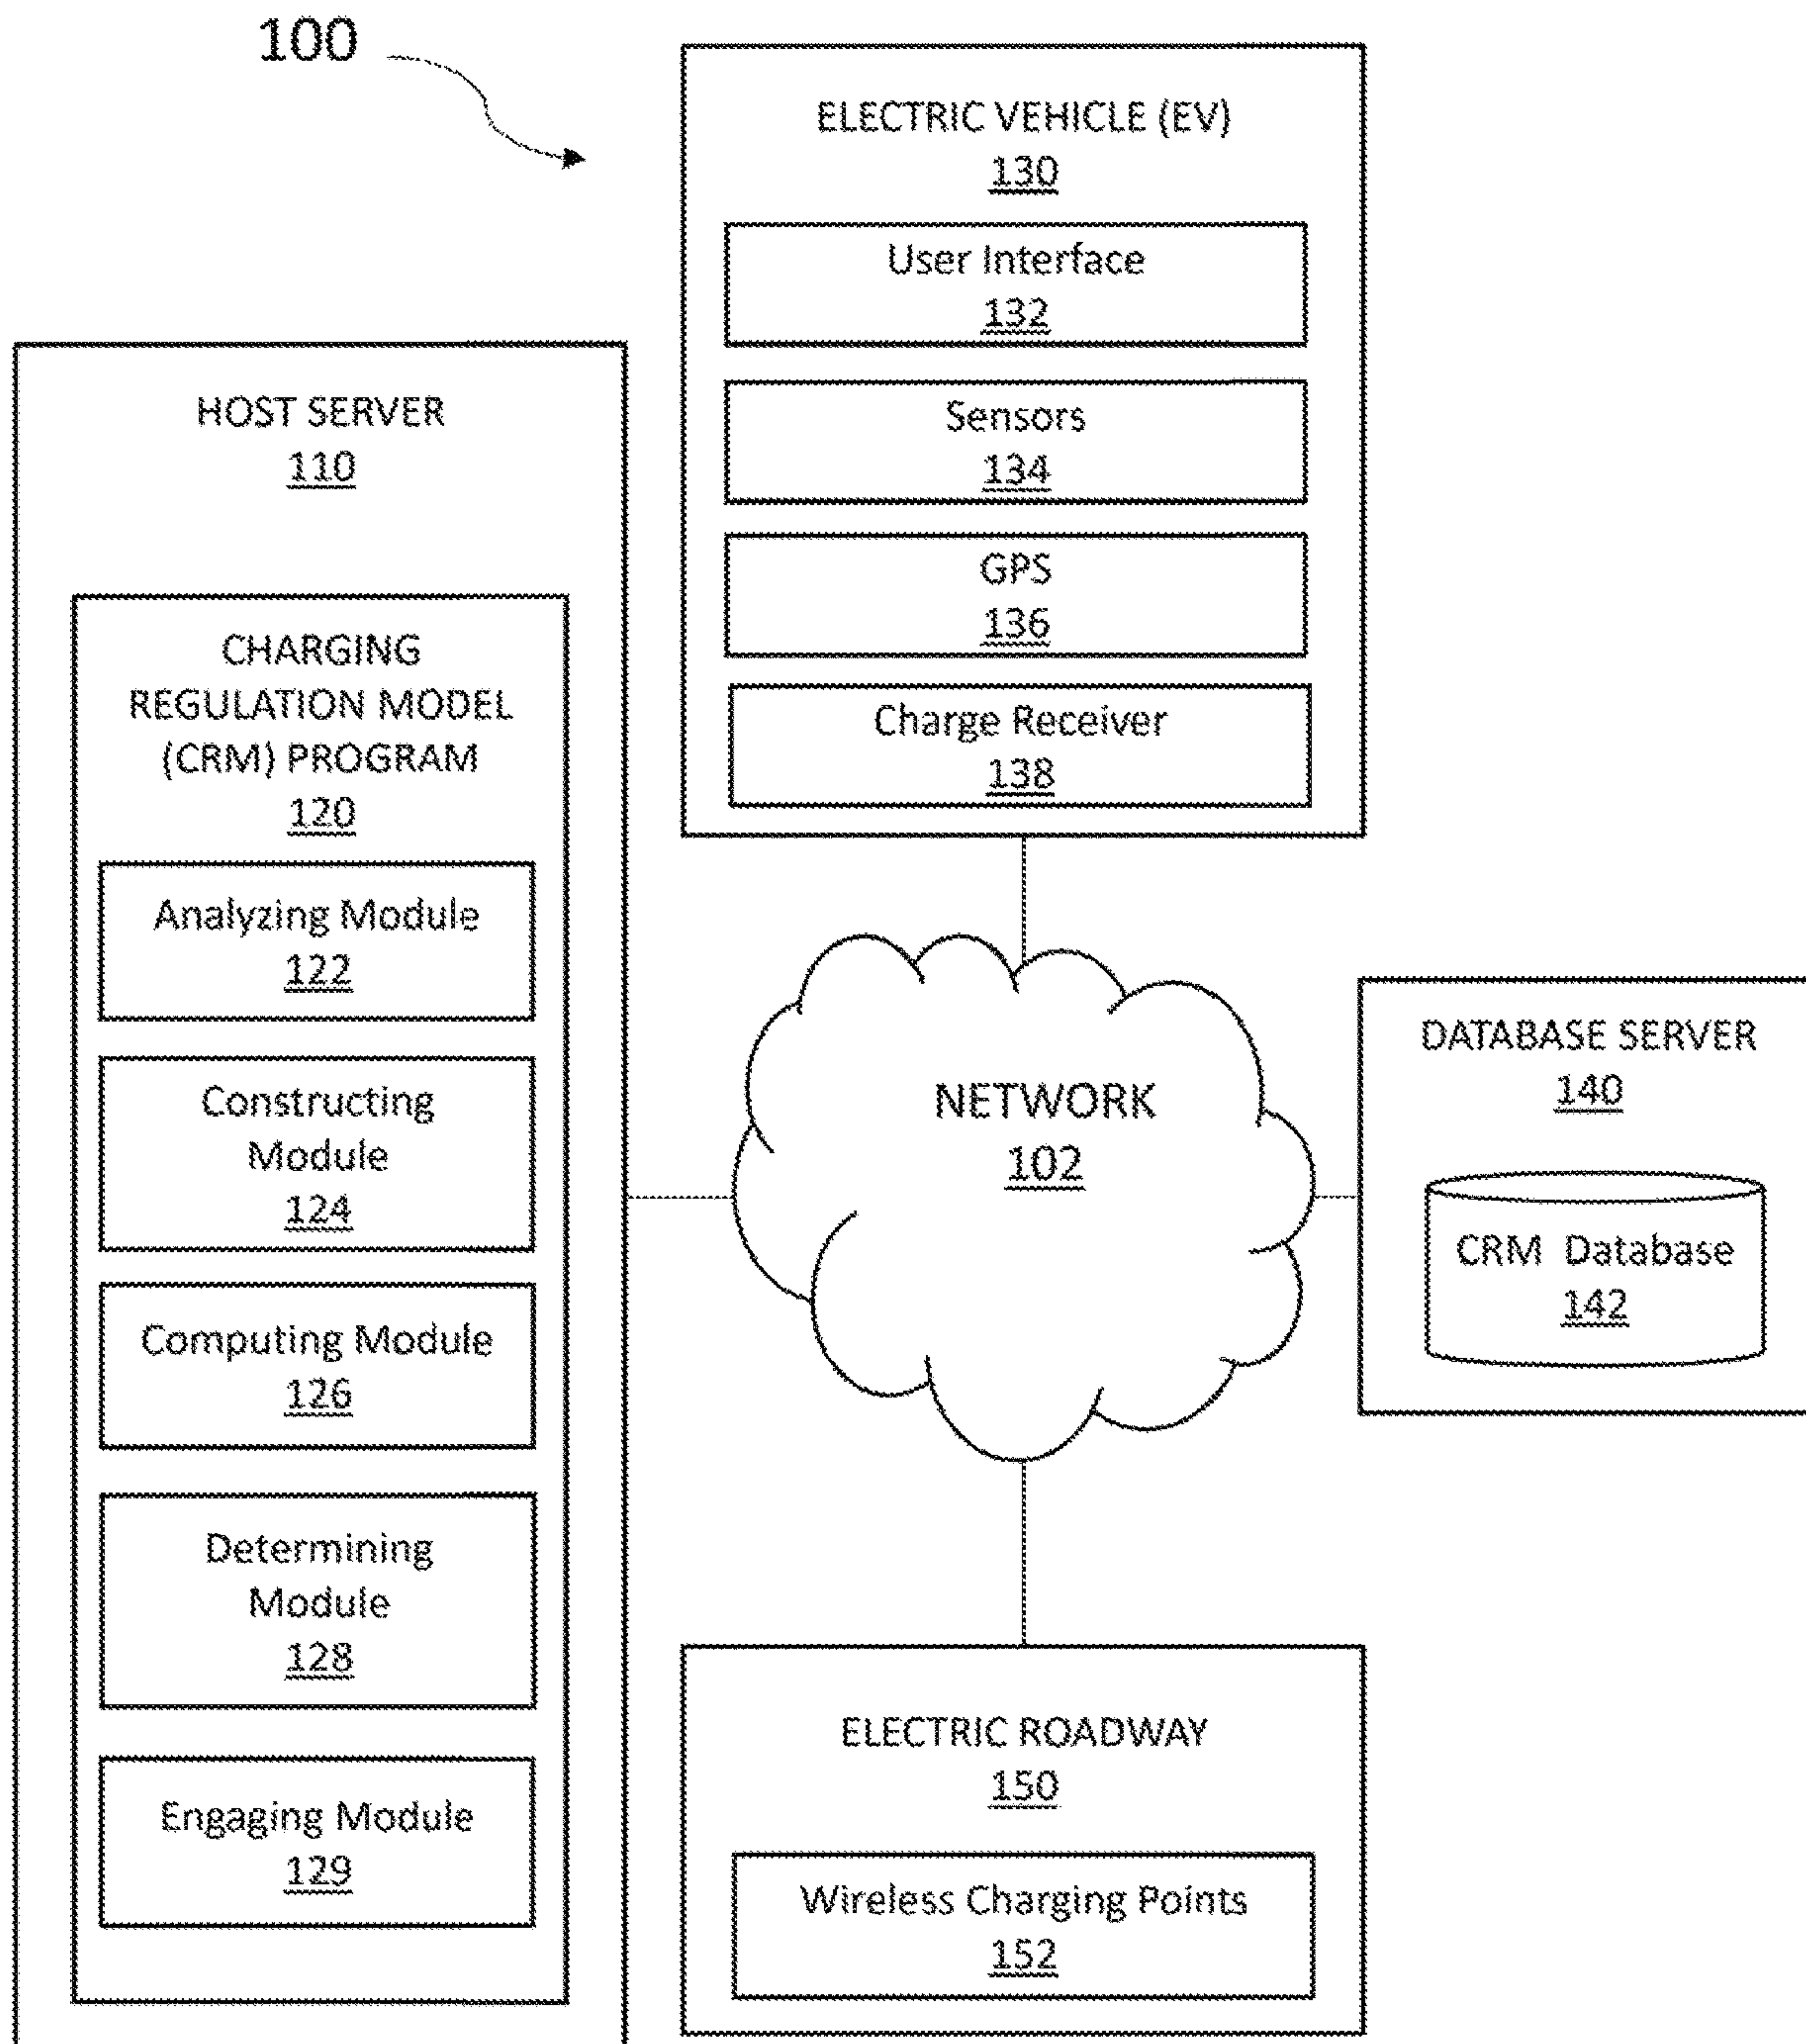 100
ELECTRIC VEHICLE (EV)
130
User Interface
132
Sensors
134
GPS
136
Charge Receiver
138
HOST SERVER
110
CHARGING
REGULATION MODEL
(CRM) PROGRAM
120
Analyzing Module
122
Constructing
Module
124
Computing Module
126
Determining
Module
128
Engaging Module
129
NETWORK
102
DATABASE SERVER
140
CRM Database
142
ELECTRIC ROADWAY
150
Wireless Charging Points
152